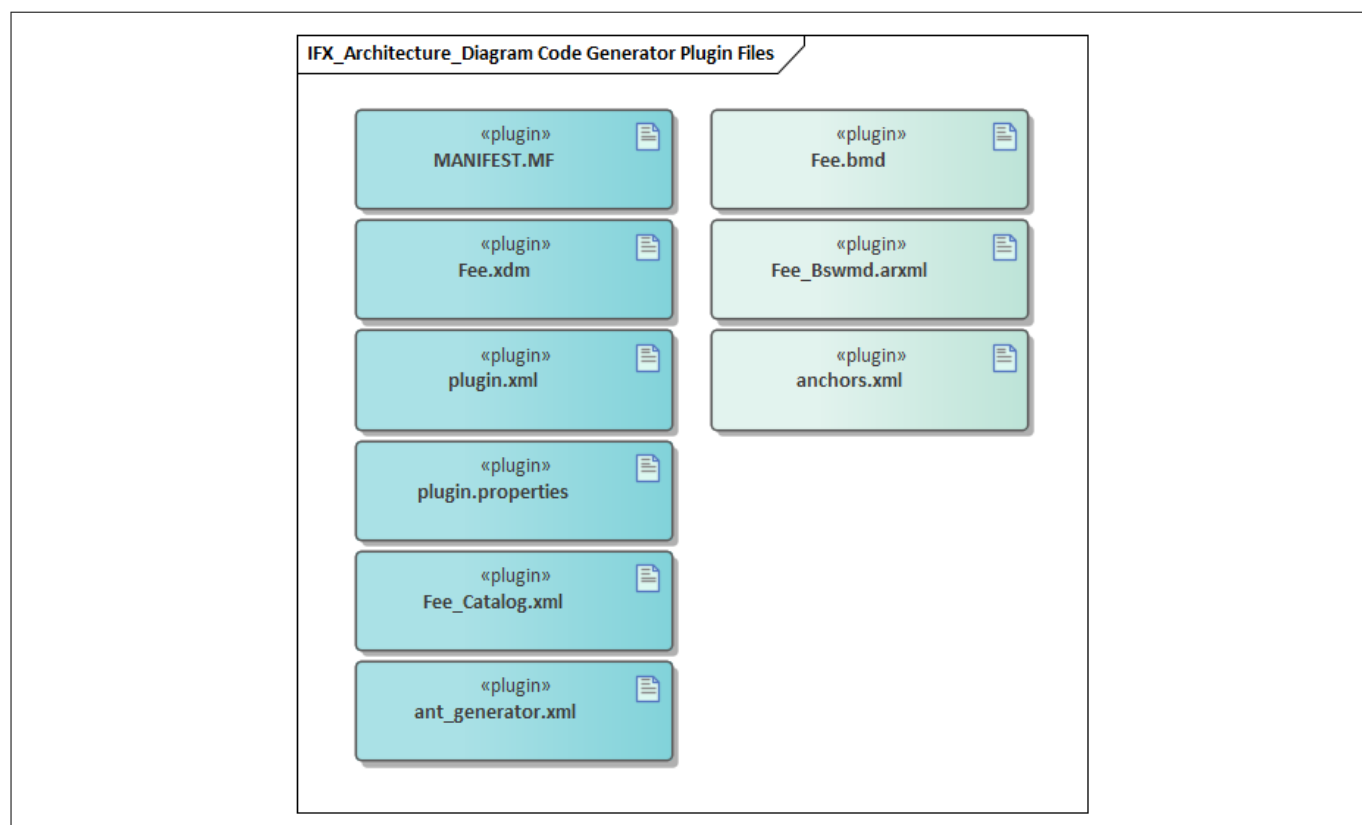 IFX_Architecture_Diagram Code Generator Plugin Files
«plugin»
MANIFEST.MF
«plugin»
Fee.xdm
«plugin»
plugin.xml
«plugin»
plugin.properties
«plugin»
Fee_Catalog.xml
«plugin»
ant_generator.xml
«plugin»
Fee.bmd
«plugin»
Fee_Bswmd.arxml
«plugin»
anchors.xml